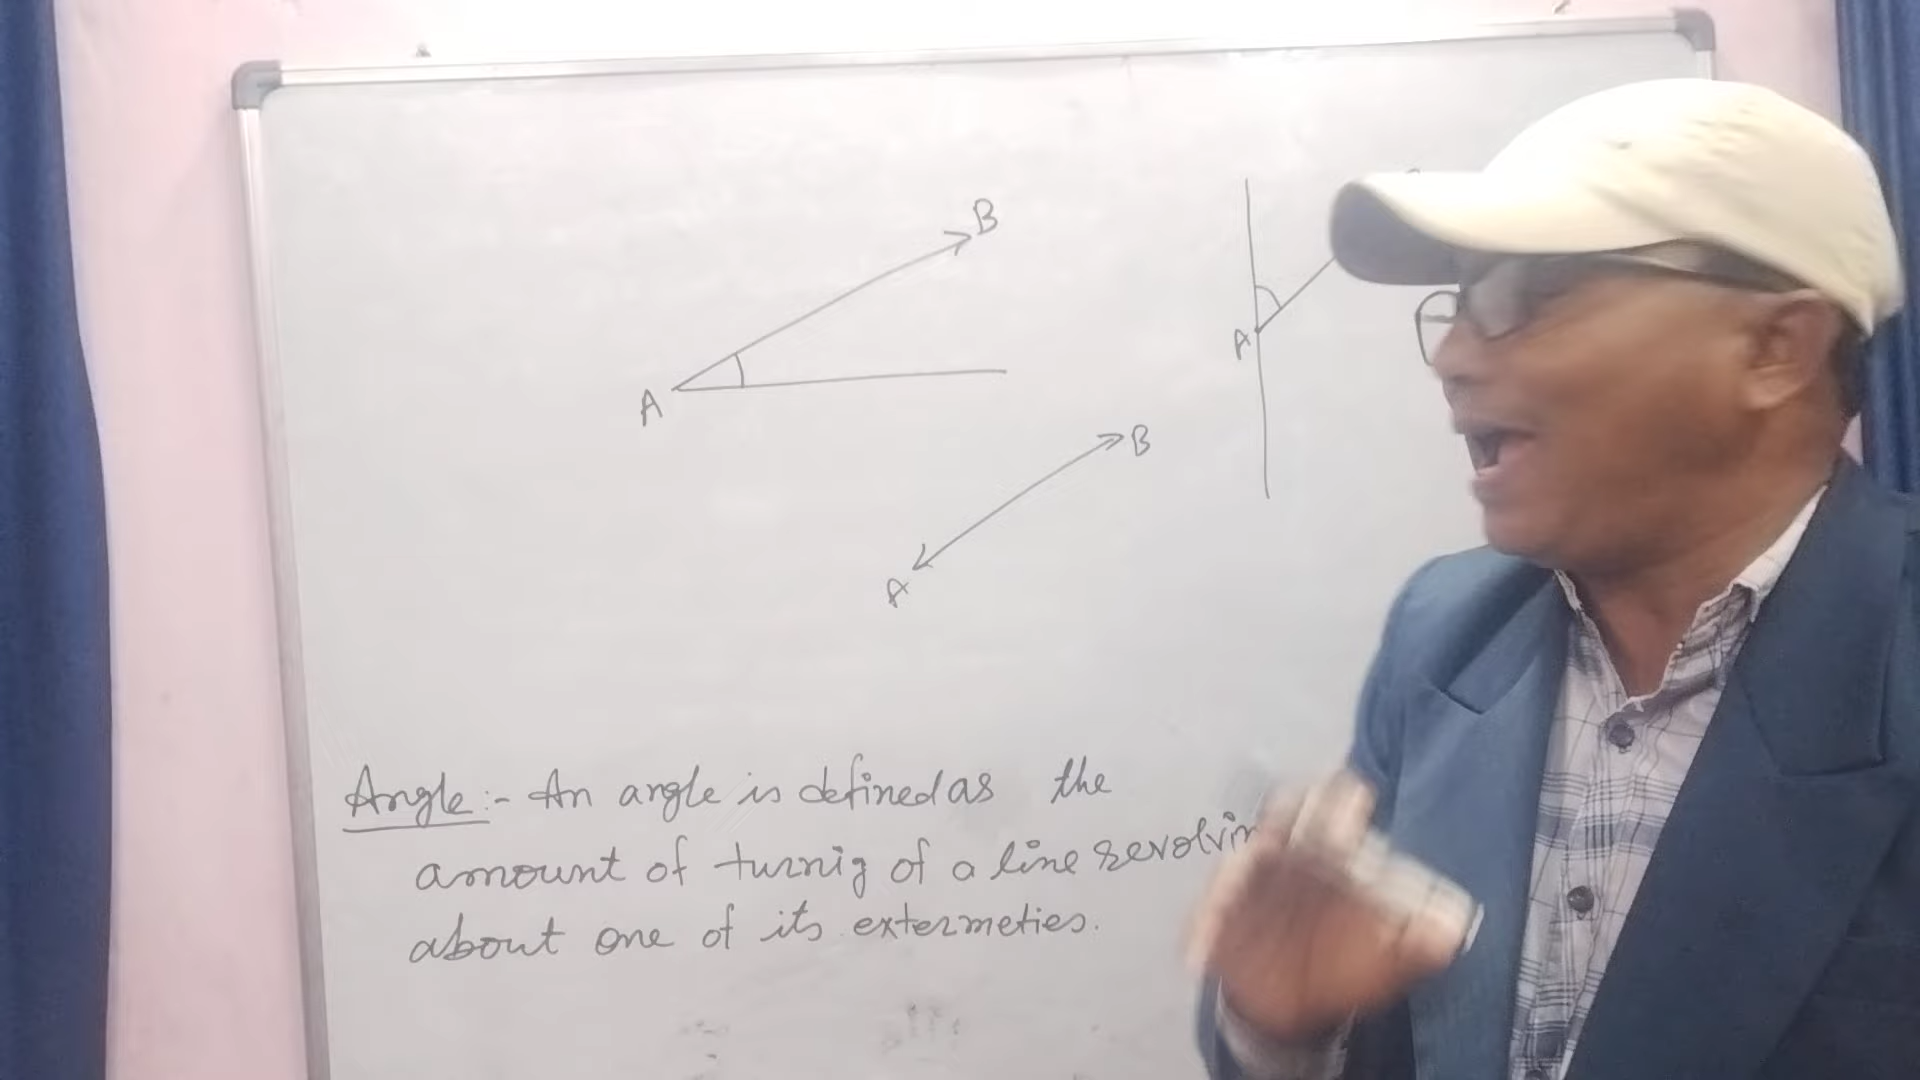 B
A
A
B
A
Angle:- An angle is defined as the
amount of turnig of a line revolvin
about one of its extermeties.